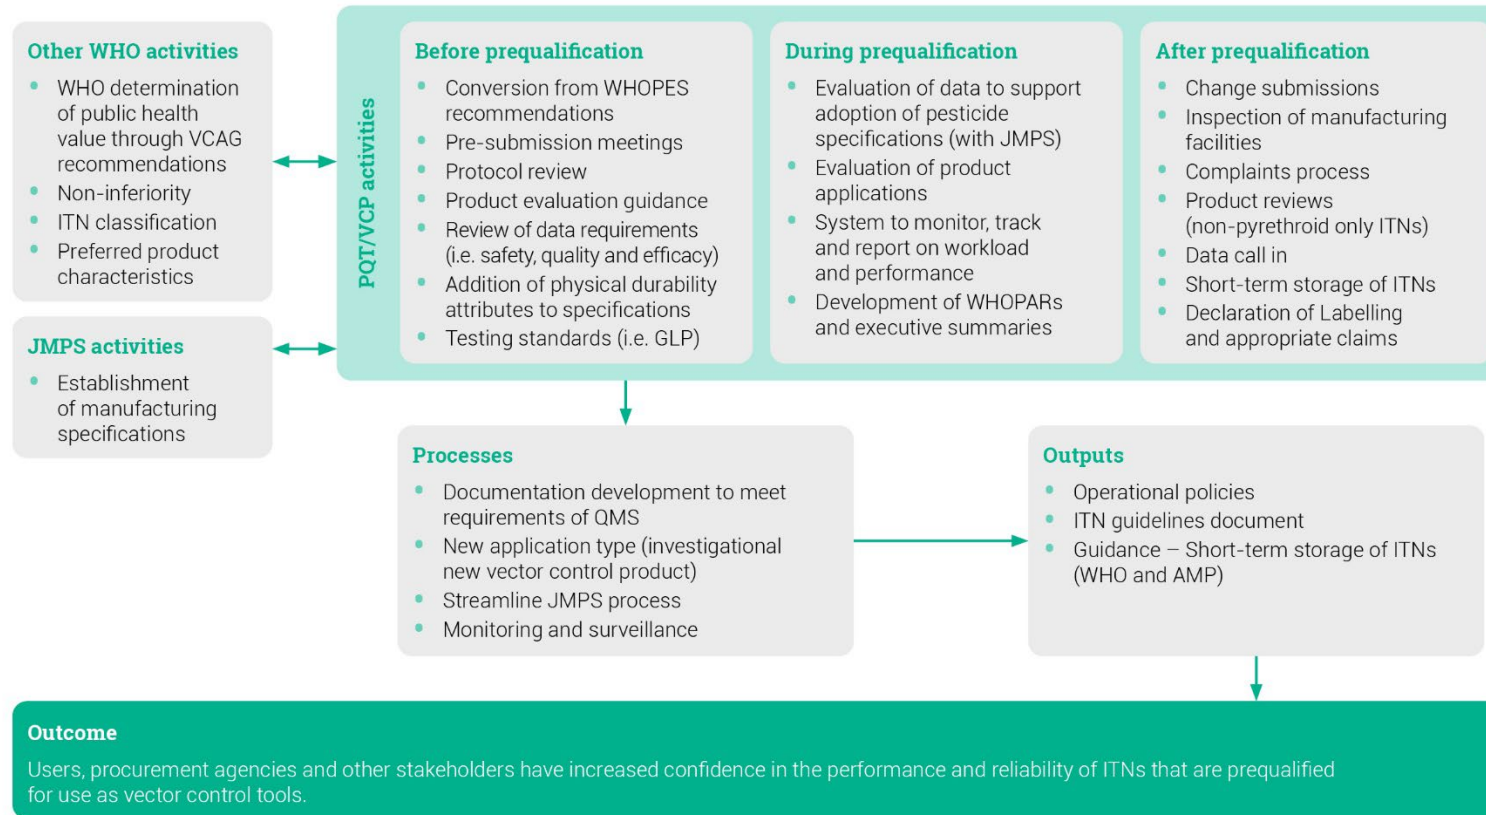 Other WHO activities
WHO determination
of public health
value through VCAG
recommendations
Non-inferiority
ITN classification
Preferred product
characteristics
JMPS activities
Establishment
of manufacturing
specifications
PQT/VCP activities
Before prequalification
Conversion from WHOPES
recommendations
Pre-submission meetings
Protocol review
Product evaluation guidance
Review of data requirements
(i.e. safety, quality and efficacy)
Addition of physical durability
attributes to specifications
Testing standards (i.e. GLP)
During prequalification
Evaluation of data to support
adoption of pesticide
specifications (with JMPS)
Evaluation of product
applications
System to monitor, track
and report on workload
and performance
Development of WHOPARs
and executive summaries
After prequalification
Change submissions
Inspection of manufacturing
facilities
Complaints process
Product reviews
(non-pyrethroid only ITNs)
Data call in
Short-term storage of ITNs
Declaration of Labelling
and appropriate claims
Processes
Documentation development to meet
requirements of QMS
New application type (investigational
new vector control product)
Streamline JMPS process
Monitoring and surveillance
Outputs
Operational policies
ITN guidelines document
Guidance – Short-term storage of ITNs
(WHO and AMP)
Outcome
Users, procurement agencies and other stakeholders have increased confidence in the performance and reliability of ITNs that are prequalified
for use as vector control tools.